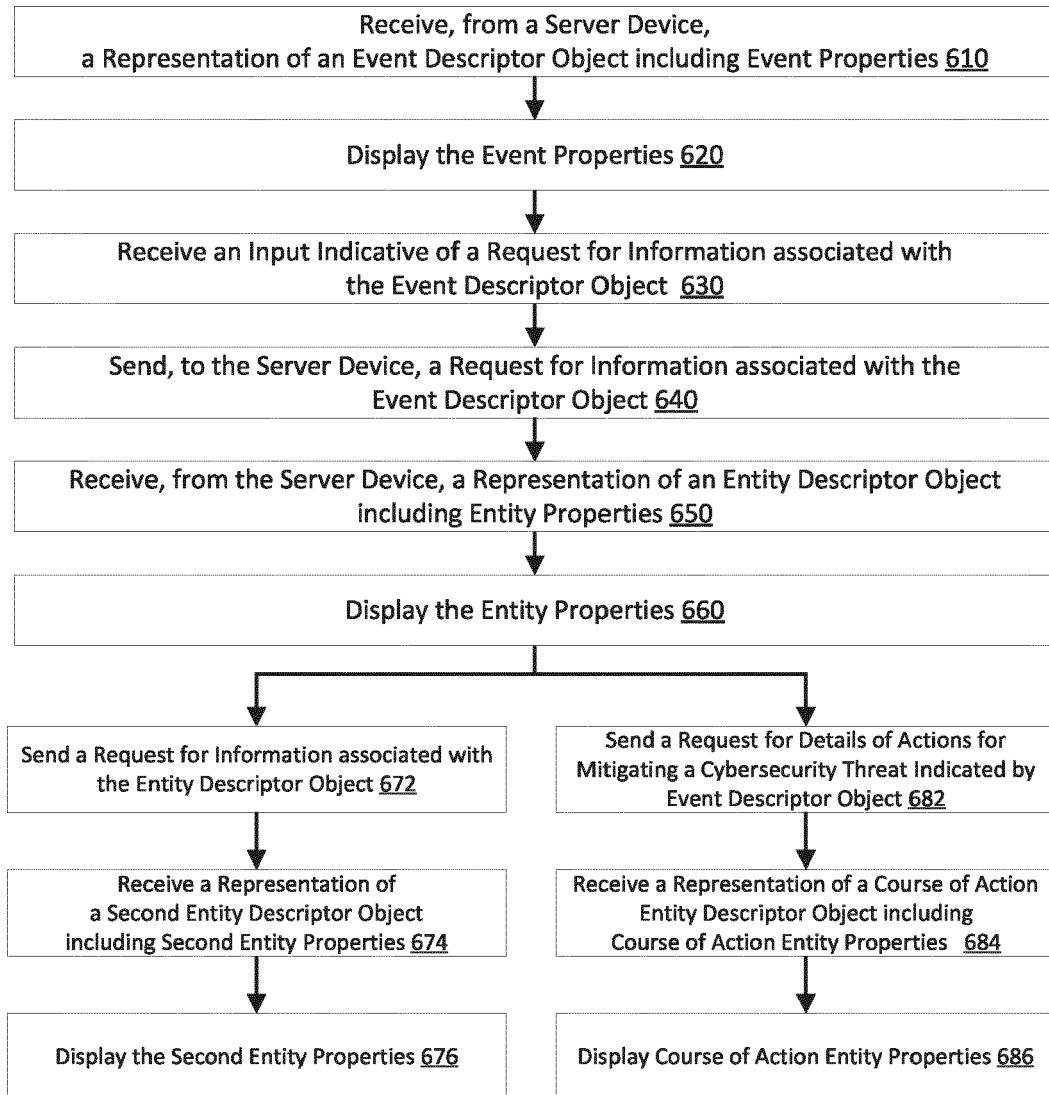 Receive, from a Server Device,
a Representation of an Event Descriptor Object including Event Properties 610
Display the Event Properties 620
Receive an Input Indicative of a Request for Information associated with
the Event Descriptor Object 630
Send, to the Server Device, a Request for Information associated with the
Event Descriptor Object 640
Receive, from the Server Device, a Representation of an Entity Descriptor Object
including Entity Properties 650
Display the Entity Properties 660
Send a Request for Information associated with
the Entity Descriptor Object 672
Receive a Representation of
a Second Entity Descriptor Object
including Second Entity Properties 674
Display the Second Entity Properties 676
Send a Request for Details of Actions for
Mitigating a Cybersecurity Threat Indicated by
Event Descriptor Object 682
Receive a Representation of a Course of Action
Entity Descriptor Object including
Course of Action Entity Properties 684
Display Course of Action Entity Properties 686